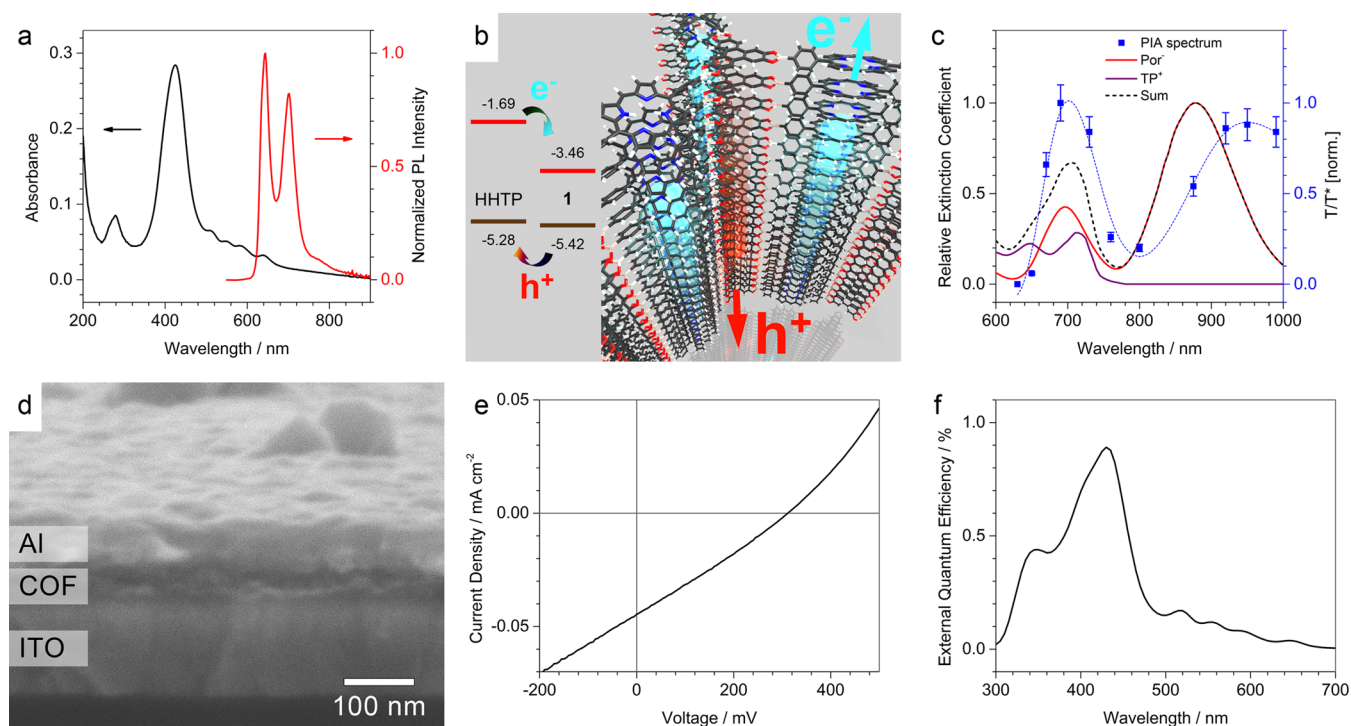 a
0.3
0.2
0.1
0.0
Absorbance
200
400
600
800
Wavelength / nm
1.0
0.5
0.0
Normalized PL Intensity
b
-1.69
e-
-3.46
HHTP
1
-5.28
-5.42
h+
e-
h+
c
PIA spectrum
Por-
TP+
Sum
Relative Extinction Coefficient
1.0
0.5
0.0
600
700
800
900
1000
Wavelength / nm
1.0
0.5
0.0
T/T* [norm.]
d
Al
COF
ITO
100 nm
e
0.05
0.00
-0.05
Current Density / mA cm-2
-200
0
200
400
Voltage / mV
f
1.0
0.5
0.0
External Quantum Efficiency / %
300
400
500
600
700
Wavelength / nm